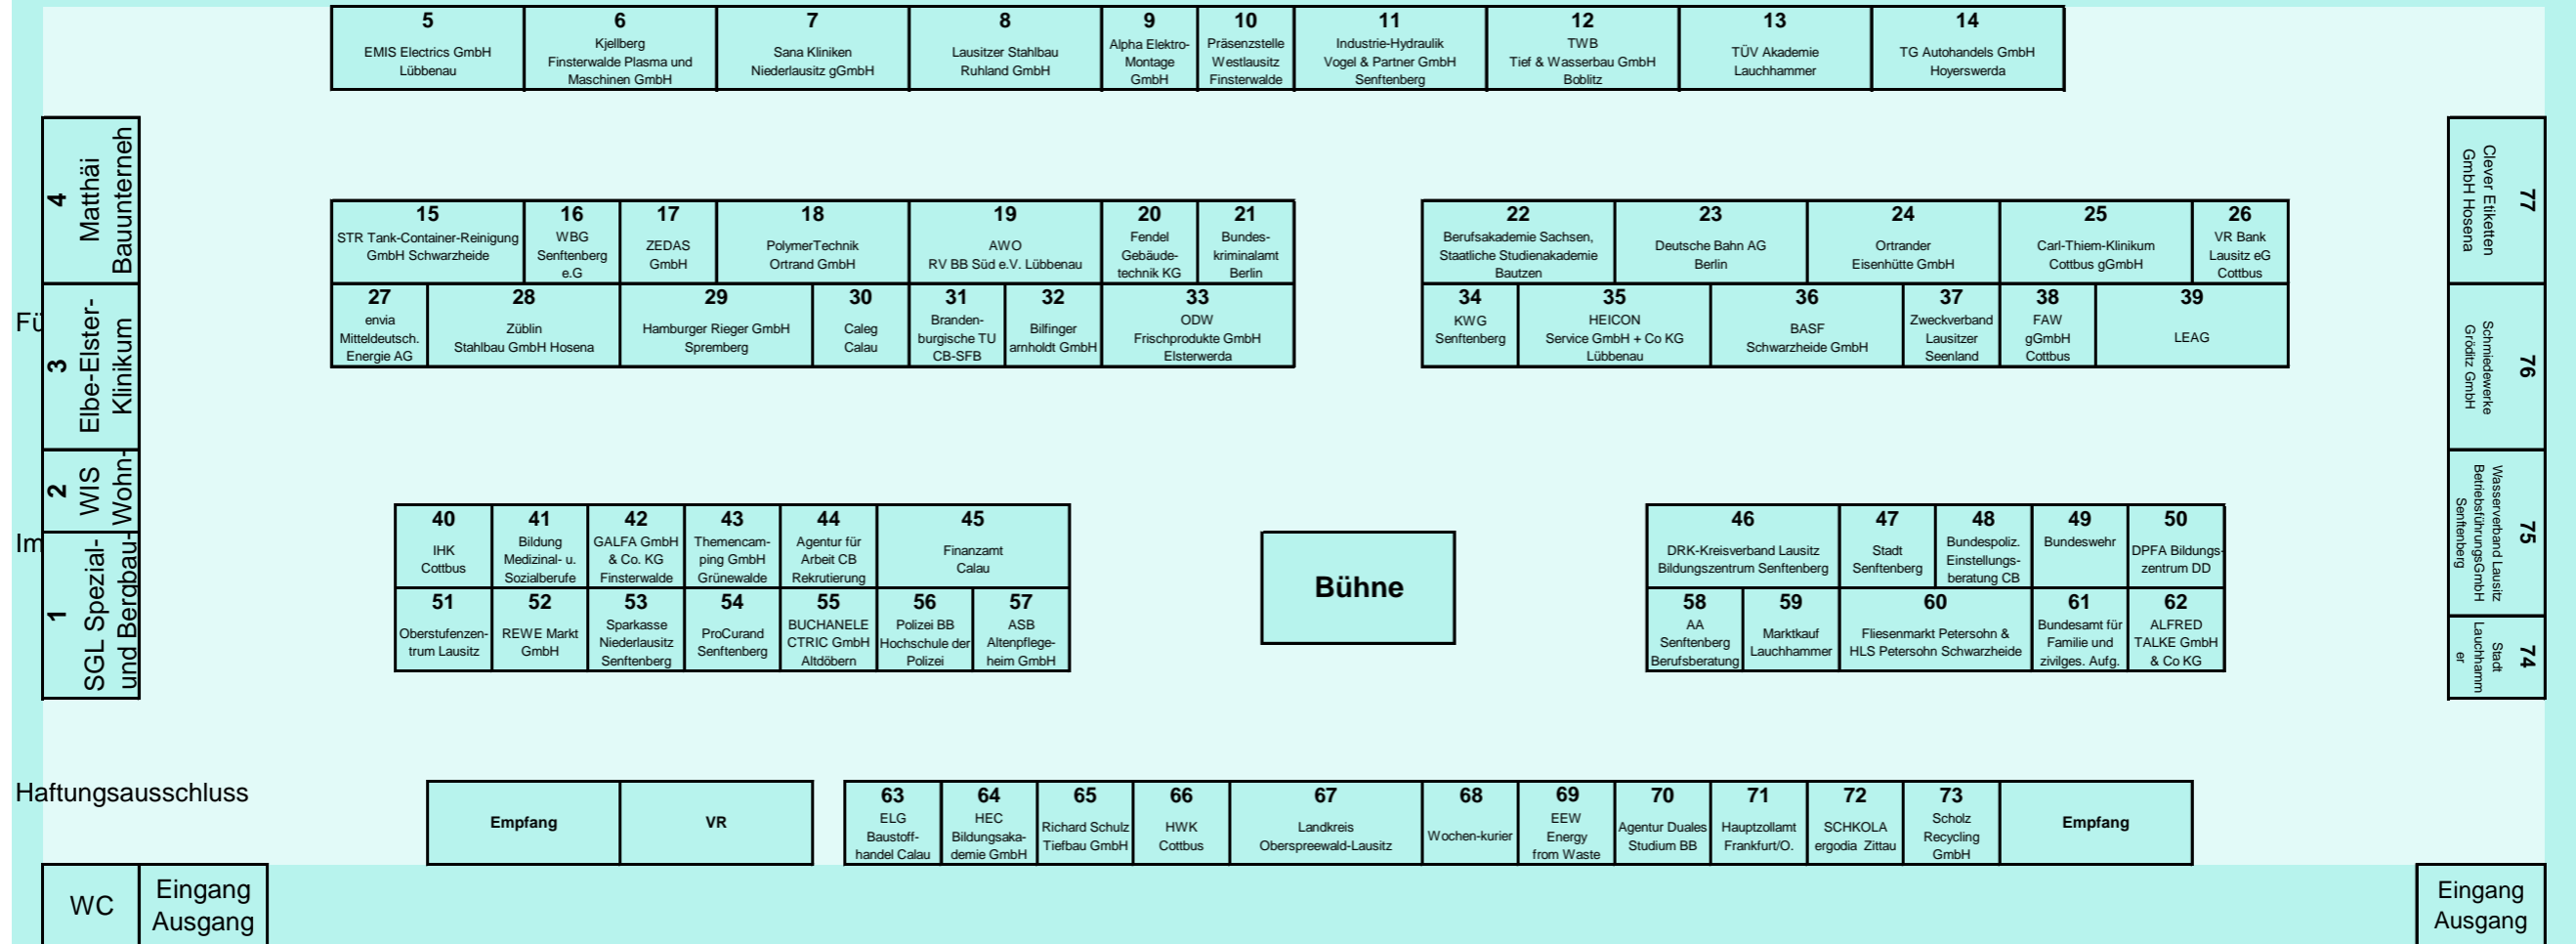 5
EMIS Electrics GmbH
Lübbenau
6
Kjellberg
Finsterwalde Plasma und
Maschinen GmbH
7
Sana Kliniken
Niederlausitz gGmbH
8
Lausitzer Stahlbau
Ruhland GmbH
9
Alpha Elektro-
Montage
GmbH
10
Präsenzstelle
Westlausitz
Finsterwalde
11
Industrie-Hydraulik
Vogel & Partner GmbH
Senftenberg
12
TWB
Tief & Wasserbau GmbH
Boblitz
13
TÜV Akademie
Lauchhammer
14
TG Autohandels GmbH
Hoyerswerda
4
Matthäi
Bauunterneh
3
Elbe-Elster-
Klinikum
2
WIS
Wohn-
1
SGL Spezial-
und Bergbau-
Fü
Im
Haftungsausschluss
15
STR Tank-Container-Reinigung
GmbH Schwarzheide
16
WBG
Senftenberg
e.G
17
ZEDAS
GmbH
18
PolymerTechnik
Ortrand GmbH
19
AWO
RV BB Süd e.V. Lübbenau
20
Fendel
Gebäude-
technik KG
21
Bundes-
kriminalamt
Berlin
22
Berufsakademie Sachsen,
Staatliche Studienakademie
Bautzen
23
Deutsche Bahn AG
Berlin
24
Ortrander
Eisenhütte GmbH
25
Carl-Thiem-Klinikum
Cottbus gGmbH
26
VR Bank
Lausitz eG
Cottbus
27
envia
Mitteldeutsch.
Energie AG
28
Züblin
Stahlbau GmbH Hosena
29
Hamburger Rieger GmbH
Spremberg
30
Caleg
Calau
31
Branden-
burgische TU
CB-SFB
32
Bilfinger
arnholdt GmbH
33
ODW
Frischprodukte GmbH
Elsterwerda
34
KWG
Senftenberg
35
HEICON
Service GmbH + Co KG
Lübbenau
36
BASF
Schwarzheide GmbH
37
Zweckverband
Lausitzer
Seenland
38
FAW
gGmbH
Cottbus
39
LEAG
40
IHK
Cottbus
41
Bildung
Medizinal- u.
Sozialberufe
42
GALFA GmbH
& Co. KG
Finsterwalde
43
Themencam-
ping GmbH
Grünewalde
44
Agentur für
Arbeit CB
Rekrutierung
45
Finanzamt
Calau
46
DRK-Kreisverband Lausitz
Bildungszentrum Senftenberg
47
Stadt
Senftenberg
48
Bundespoliz.
Einstellungs-
beratung CB
49
Bundeswehr
50
DPFA Bildungs-
zentrum DD
51
Oberstufenzen-
trum Lausitz
52
REWE Markt
GmbH
53
Sparkasse
Niederlausitz
Senftenberg
54
ProCurand
Senftenberg
55
BUCHANELE
CTRIC GmbH
Altdöbern
56
Polizei BB
Hochschule der
Polizei
57
ASB
Altenpflege-
heim GmbH
Bühne
58
AA
Senftenberg
Berufsberatung
59
Marktkauf
Lauchhammer
60
Fliesenmarkt Petersohn &
HLS Petersohn Schwarzheide
61
Bundesamt für
Familie und
zivilges. Aufg.
62
ALFRED
TALKE GmbH
& Co KG
77
Clever Etiketten
GmbH Hosena
76
Schmiedewerke
Gröditz GmbH
75
Wasserverband Lausitz
BetriebsführungsGmbH
Senftenberg
74
Stadt
Lauchhamm
er
Empfang
VR
63
ELG
Baustoff-
handel Calau
64
HEC
Bildungsaka-
demie GmbH
65
Richard Schulz
Tiefbau GmbH
66
HWK
Cottbus
67
Landkreis
Oberspreewald-Lausitz
68
Wochen-kurier
69
EEW
Energy
from Waste
70
Agentur Duales
Studium BB
71
Hauptzollamt
Frankfurt/O.
72
SCHKOLA
ergodia Zittau
73
Scholz
Recycling
GmbH
Empfang
WC
Eingang
Ausgang
Eingang
Ausgang